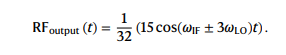 RF_output (t) = 1/32 (15 cos(ω_IF ± 3ω_LO)t).